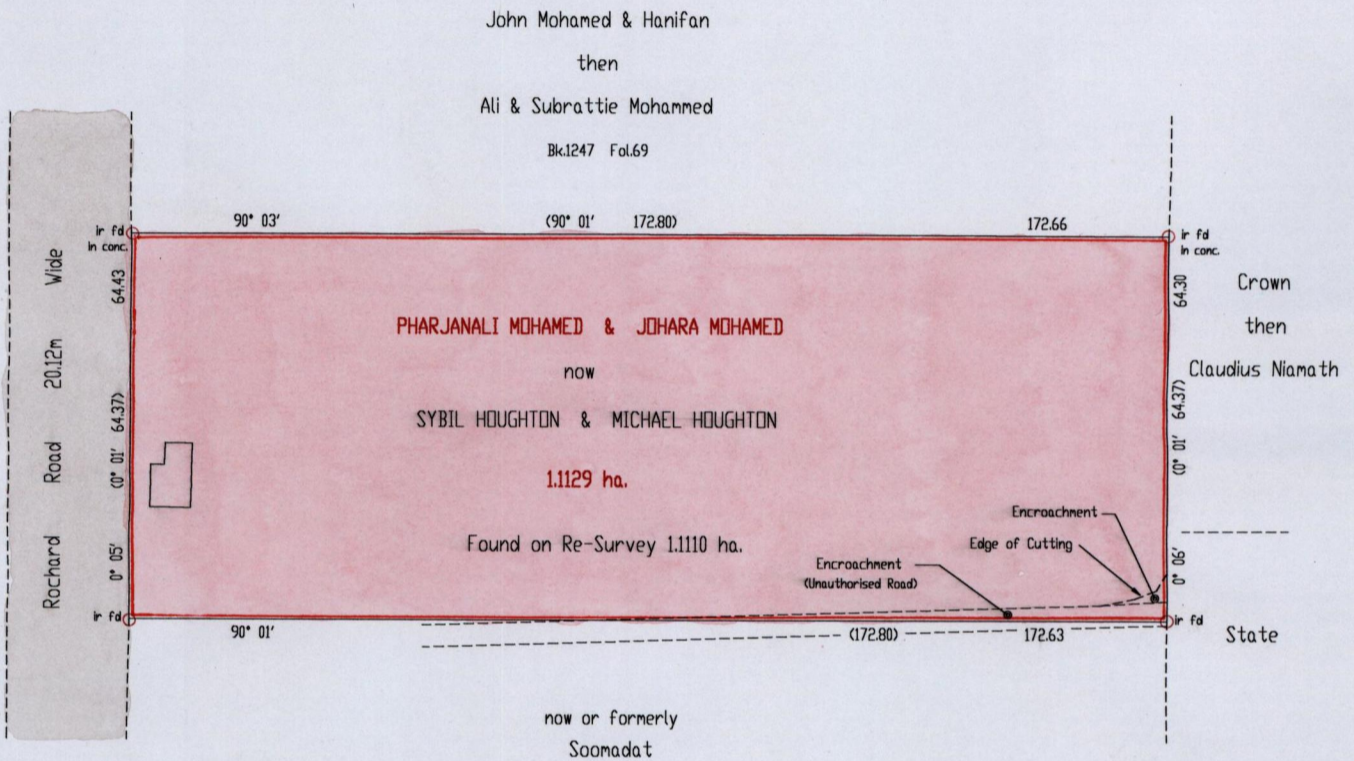 John Mohamed & Hanifan
then
Ali & Subrattie Mohammed
Bk.1247 Fol.69
90° 03' (90° 01' 172.80) 172.66
ir fd
in conc.
ir fd
in conc.
Rochard Road 20.12m Wide
0° 05' (0° 01' 64.37) 64.43
PHARJANALI MOHAMED & JOHARA MOHAMED
now
SYBIL HOUGHTON & MICHAEL HOUGHTON
1.1129 ha.
Found on Re-Survey 1.1110 ha.
0° 06' (0° 01' 64.37) 64.30
Crown
then
Claudius Niamath
Encroachment
Edge of Cutting
Encroachment
(Unauthorised Road)
ir fd
ir fd
90° 01' (172.80) 172.63
State
now or formerly
Soomadat